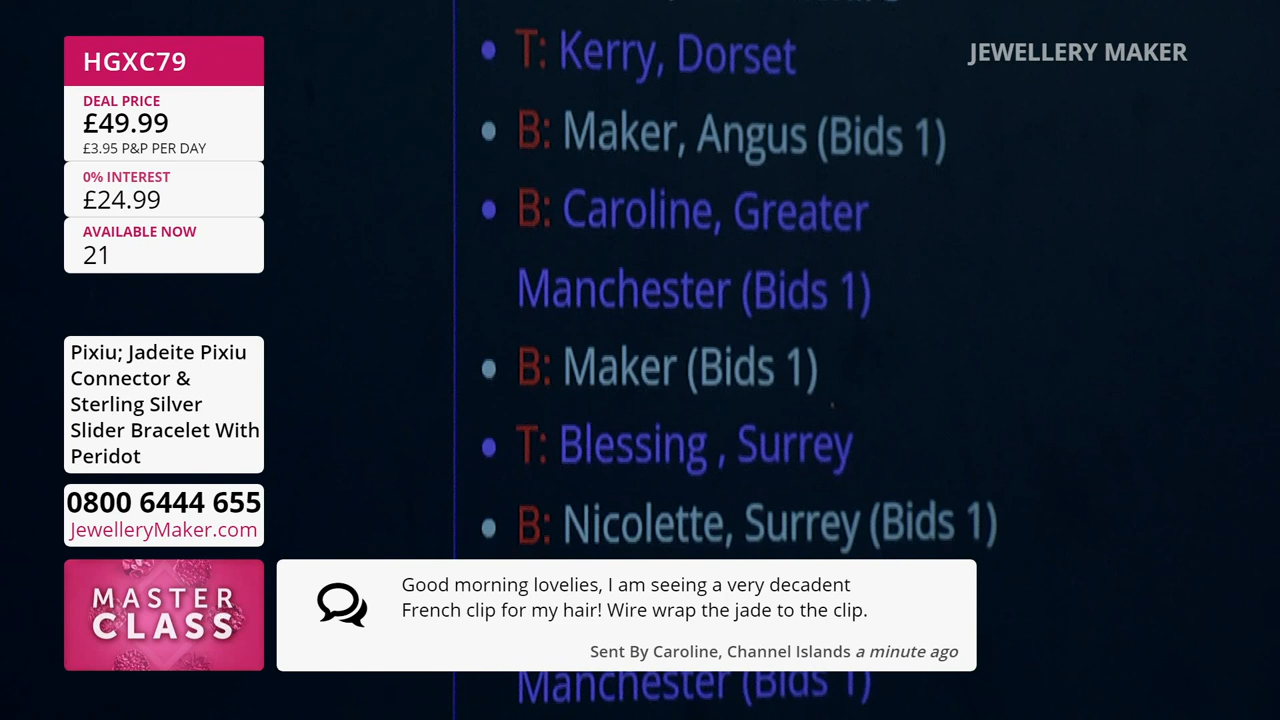 HGXC79
DEAL PRICE
£49.99
£3.95 P&P PER DAY
0% INTEREST
£24.99
AVAILABLE NOW
21
Pixiu; Jadeite Pixiu
Connector &
Sterling Silver
Slider Bracelet With
Peridot
0800 6444 655
JewelleryMaker.com
MASTER
CLASS
JEWELLERY MAKER
• T: Kerry, Dorset
• B: Maker, Angus (Bids 1)
• B: Caroline, Greater
Manchester (Bids 1)
• B: Maker (Bids 1)
• T: Blessing , Surrey
• B: Nicolette, Surrey (Bids 1)
Good morning lovelies, I am seeing a very decadent
French clip for my hair! Wire wrap the jade to the clip.
Sent By Caroline, Channel Islands a minute ago
Manchester (Bids 1)